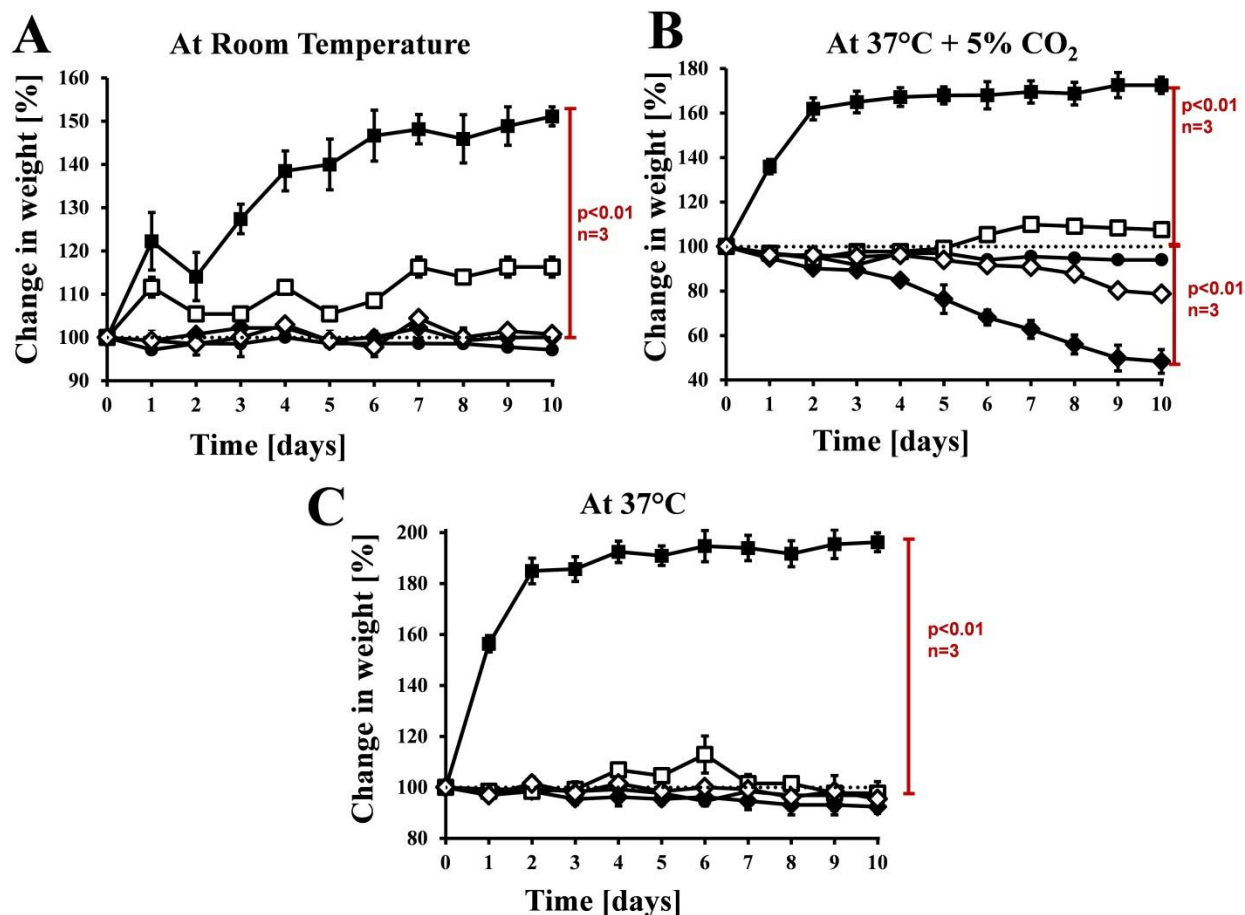 A
At Room Temperature
Change in weight [%]
160
150
140
130
120
110
100
90
0 1 2 3 4 5 6 7 8 9 10
Time [days]
p<0.01
n=3
B
At 37°C + 5% CO₂
Change in weight [%]
180
160
140
120
100
80
60
40
0 1 2 3 4 5 6 7 8 9 10
Time [days]
p<0.01
n=3
p<0.01
n=3
C
At 37°C
Change in weight [%]
200
180
160
140
120
100
80
0 1 2 3 4 5 6 7 8 9 10
Time [days]
p<0.01
n=3